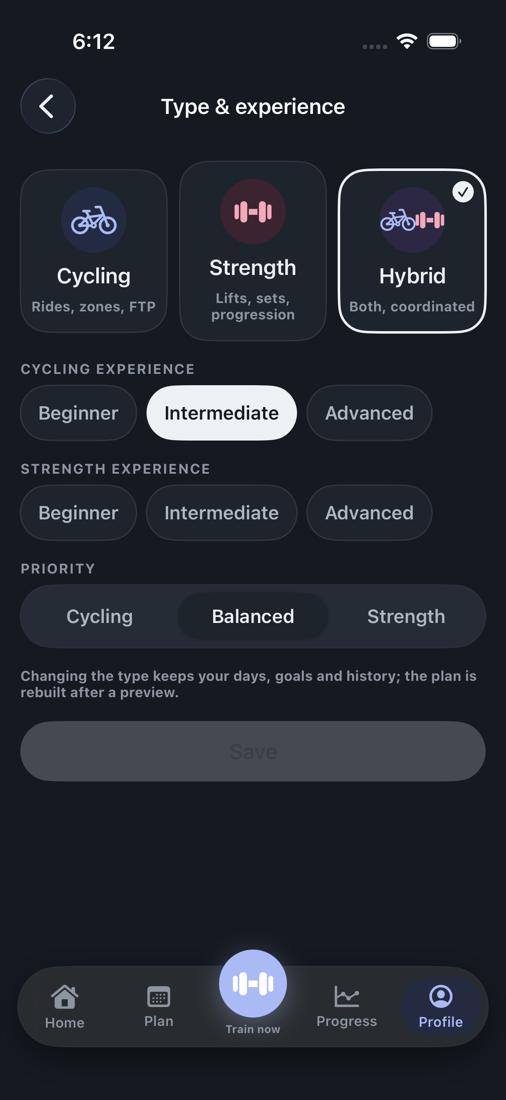 6:12
Type & experience
Cycling
Rides, zones, FTP
Strength
Lifts, sets,
progression
Hybrid
Both, coordinated
CYCLING EXPERIENCE
Beginner
Intermediate
Advanced
STRENGTH EXPERIENCE
Beginner
Intermediate
Advanced
PRIORITY
Cycling
Balanced
Strength
Changing the type keeps your days, goals and history; the plan is
rebuilt after a preview.
Save
Home
Plan
Train now
Progress
Profile